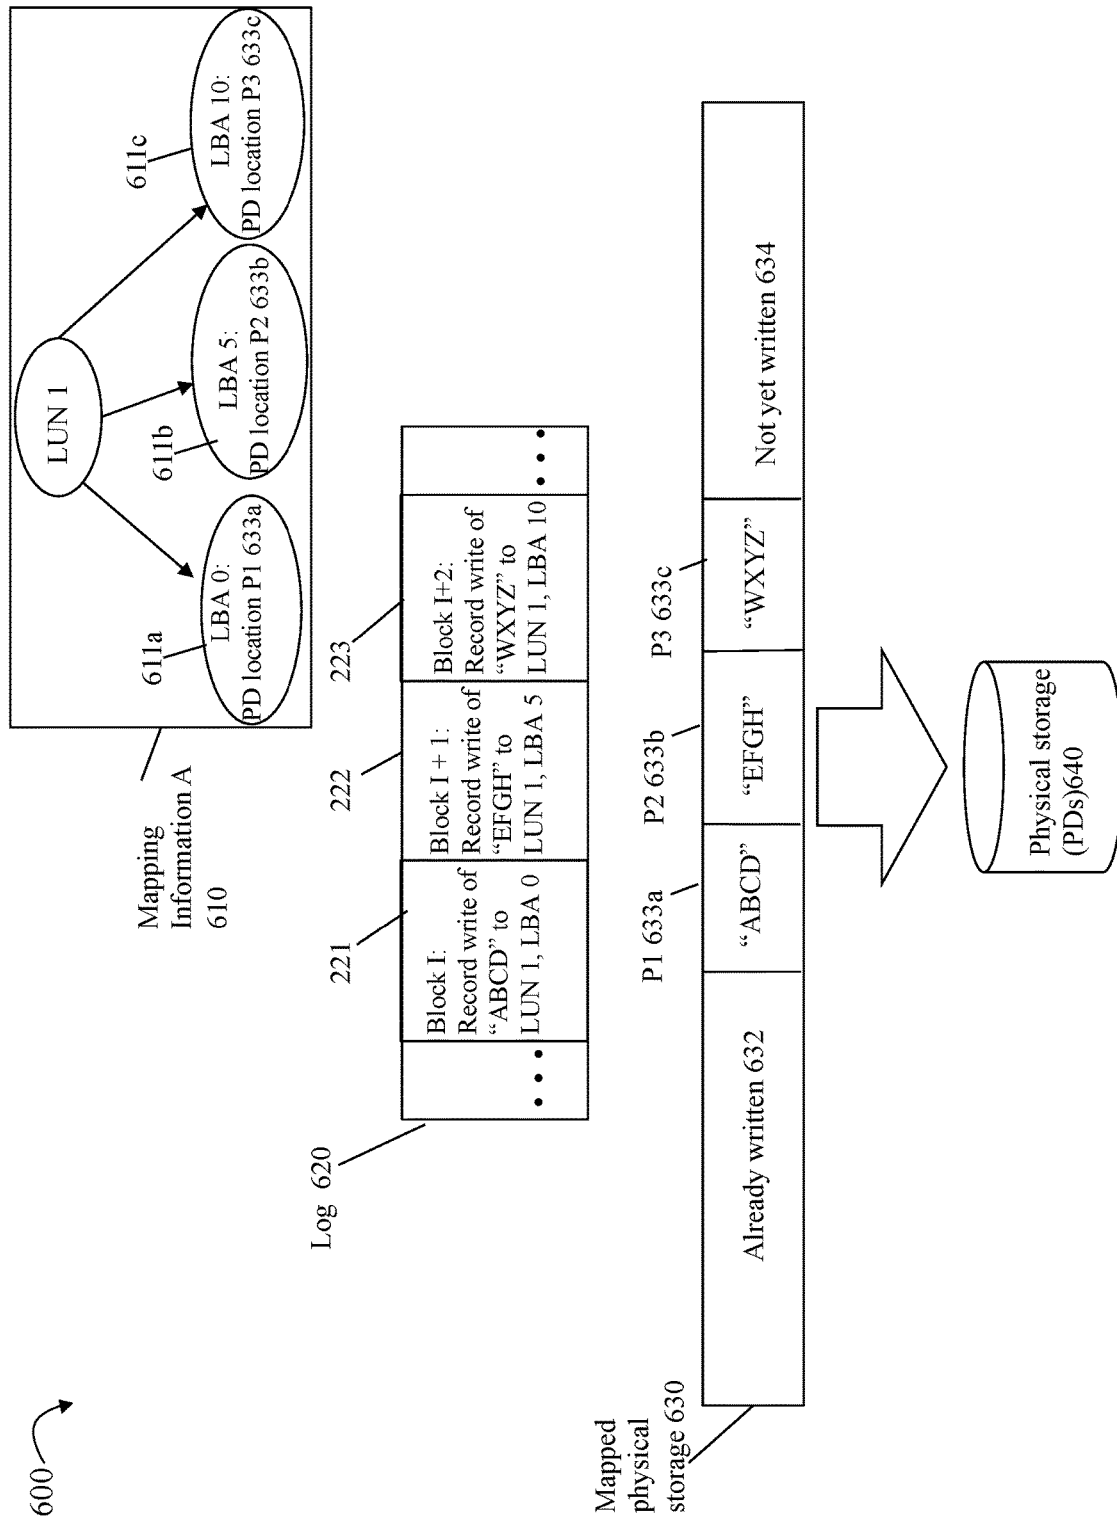 600
LUN 1
611a
611b
611c
LBA 0:
PD location P1 633a
LBA 5:
PD location P2 633b
LBA 10:
PD location P3 633c
Mapping
Information A
610
Log 620
221
222
223
Block I:
Record write of
“ABCD” to
LUN 1, LBA 0
Block I + 1:
Record write of
“EFGH” to
LUN 1, LBA 5
Block I+2:
Record write of
“WXYZ” to
LUN 1, LBA 10
Mapped
physical
storage 630
P1 633a
P2 633b
P3 633c
Already written 632
“ABCD”
“EFGH”
“WXYZ”
Not yet written 634
Physical storage
(PDs)640